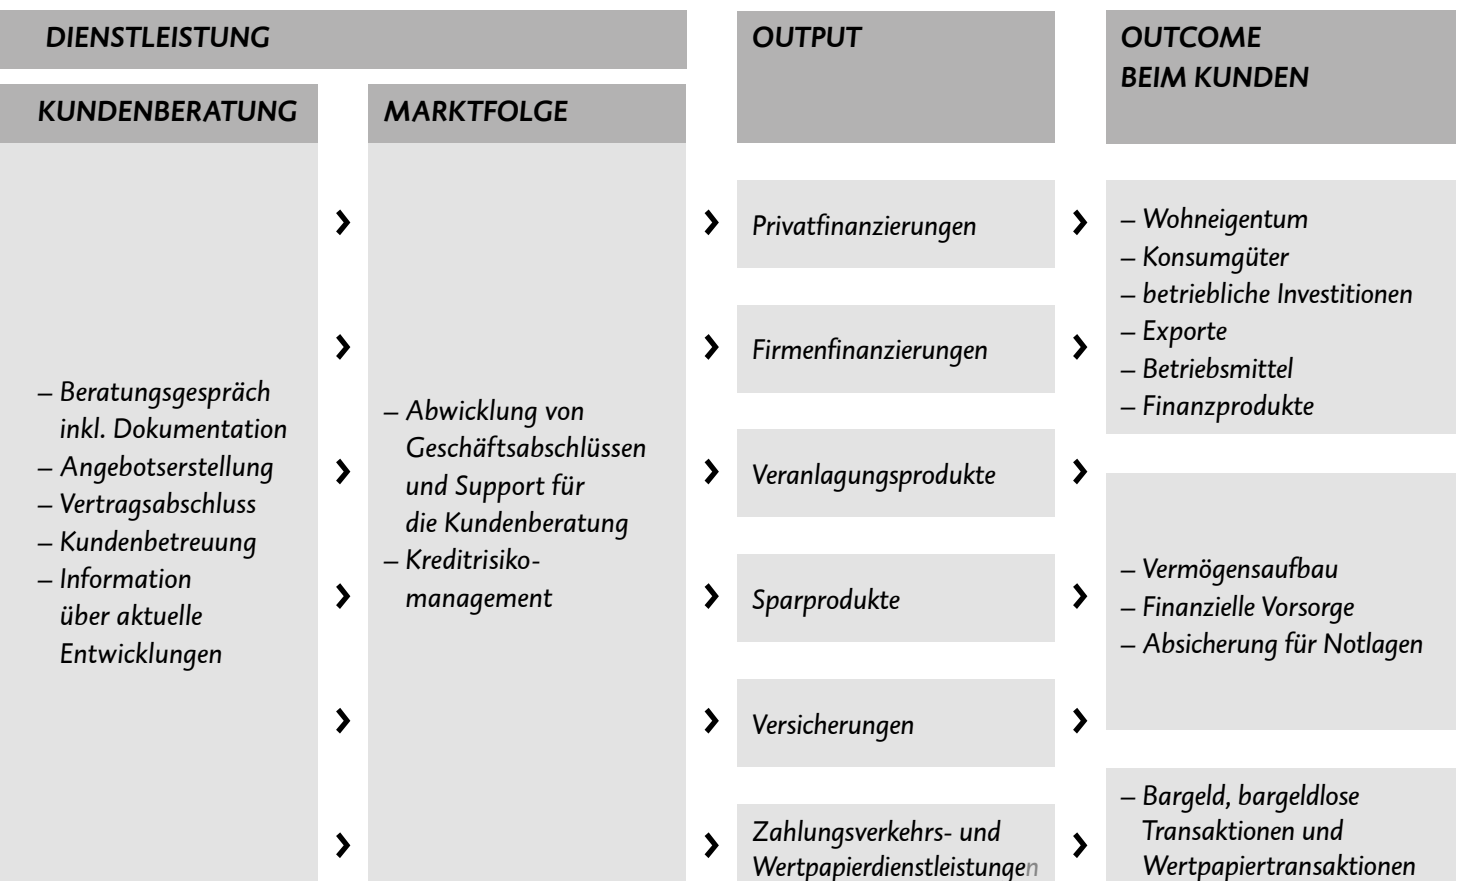 DIENSTLEISTUNG
KUNDENBERATUNG
– Beratungsgespräch
inkl. Dokumentation
– Angebotserstellung
– Vertragsabschluss
– Kundenbetreuung
– Information
über aktuelle
Entwicklungen
MARKTFOLGE
– Abwicklung von
Geschäftsabschlüssen
und Support für
die Kundenberatung
– Kreditrisiko-
management
OUTPUT
Privatfinanzierungen
Firmenfinanzierungen
Veranlagungsprodukte
Sparprodukte
Versicherungen
Zahlungsverkehrs- und
Wertpapierdienstleistungen
OUTCOME
BEIM KUNDEN
– Wohneigentum
– Konsumgüter
– betriebliche Investitionen
– Exporte
– Betriebsmittel
– Finanzprodukte
– Vermögensaufbau
– Finanzielle Vorsorge
– Absicherung für Notlagen
– Bargeld, bargeldlose
Transaktionen und
Wertpapiertransaktionen